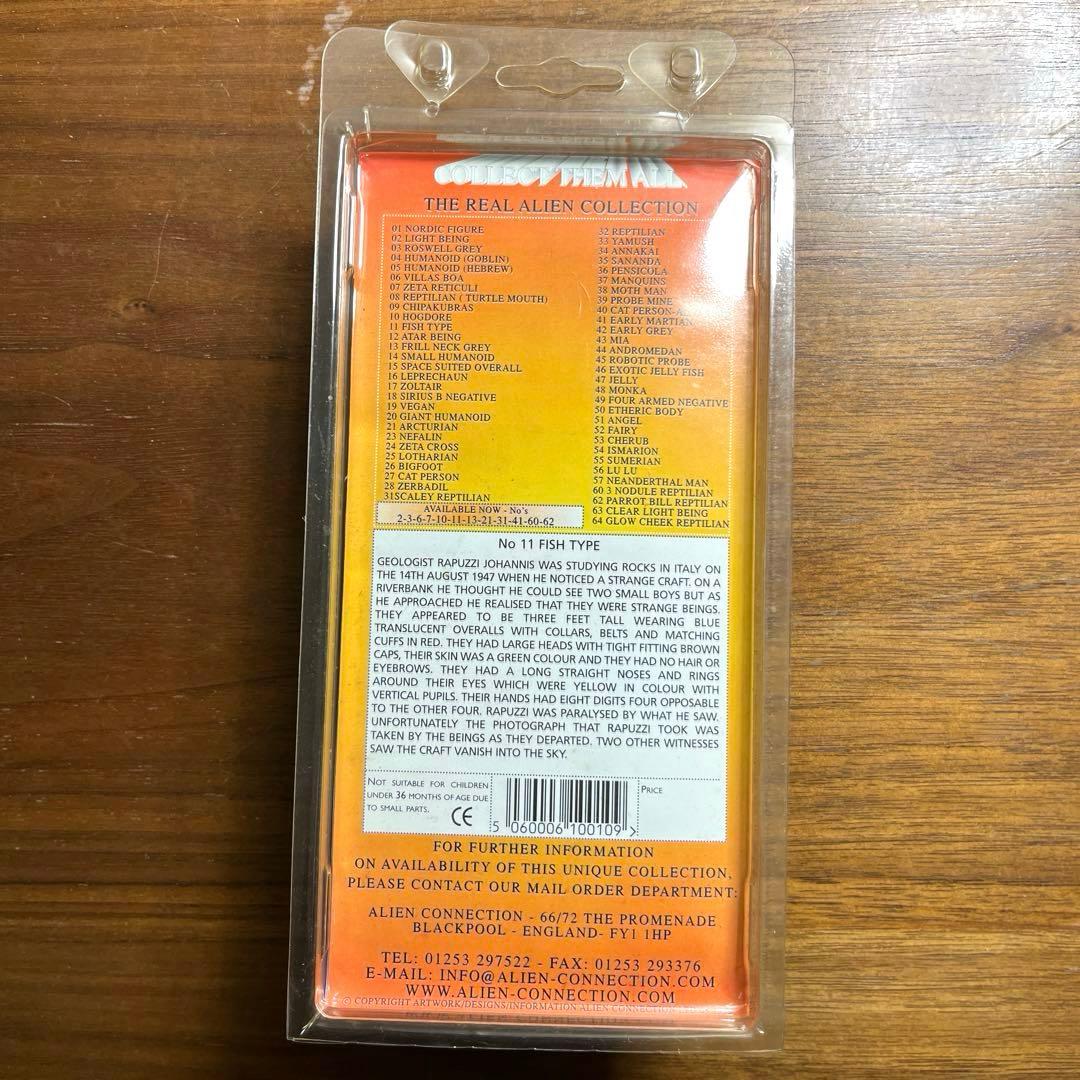 COLLECT THEM ALL
THE REAL ALIEN COLLECTION
01 NORDIC FIGURE
02 LIGHT BEING
03 ROSWELL GREY
04 HUMANOID (GOBLIN)
05 HUMANOID (HEBREW)
06 VILLAS BOA
07 ZETA RETICULI
08 REPTILIAN ( TURTLE MOUTH)
09 CHIPAKUBRAS
10 HOGDORE
11 FISH TYPE
12 ATAR BEING
13 FRILL NECK GREY
14 SMALL HUMANOID
15 SPACE SUITED OVERALL
16 LEPRECHAUN
17 ZOLTAIR
18 SIRIUS B NEGATIVE
19 VEGAN
20 GIANT HUMANOID
21 ARCTURIAN
23 NEFALIN
24 ZETA CROSS
25 LOTHARIAN
26 BIGFOOT
27 CAT PERSON
28 ZERBADIL
31SCALEY REPTILIAN
32 REPTILIAN
33 YAMUSH
34 ANNAKAI
35 SANANDA
36 PENSICOLA
37 MANQUINS
38 MOTH MAN
39 PROBE MINE
40 CAT PERSON-A
41 EARLY MARTIAN
42 EARLY GREY
43 MIA
44 ANDROMEDAN
45 ROBOTIC PROBE
46 EXOTIC JELLY FISH
47 JELLY
48 MONKA
49 FOUR ARMED NEGATIVE
50 ETHERIC BODY
51 ANGEL
52 FAIRY
53 CHERUB
54 ISMARION
55 SUMERIAN
56 LU LU
57 NEANDERTHAL MAN
60 3 NODULE REPTILIAN
62 PARROT BILL REPTILIAN
63 CLEAR LIGHT BEING
64 GLOW CHEEK REPTILIAN
AVAILABLE NOW - No's
2-3-6-7-10-11-13-21-31-41-60-62
No 11 FISH TYPE
GEOLOGIST RAPUZZI JOHANNIS WAS STUDYING ROCKS IN ITALY ON
THE 14TH AUGUST 1947 WHEN HE NOTICED A STRANGE CRAFT. ON A
RIVERBANK HE THOUGHT HE COULD SEE TWO SMALL BOYS BUT AS
HE APPROACHED HE REALISED THAT THEY WERE STRANGE BEINGS.
THEY APPEARED TO BE THREE FEET TALL WEARING BLUE
TRANSLUCENT OVERALLS WITH COLLARS, BELTS AND MATCHING
CUFFS IN RED. THEY HAD LARGE HEADS WITH TIGHT FITTING BROWN
CAPS, THEIR SKIN WAS A GREEN COLOUR AND THEY HAD NO HAIR OR
EYEBROWS. THEY HAD A LONG STRAIGHT NOSES AND RINGS
AROUND THEIR EYES WHICH WERE YELLOW IN COLOUR WITH
VERTICAL PUPILS. THEIR HANDS HAD EIGHT DIGITS FOUR OPPOSABLE
TO THE OTHER FOUR. RAPUZZI WAS PARALYSED BY WHAT HE SAW.
UNFORTUNATELY THE PHOTOGRAPH THAT RAPUZZI TOOK WAS
TAKEN BY THE BEINGS AS THEY DEPARTED. TWO OTHER WITNESSES
SAW THE CRAFT VANISH INTO THE SKY.
NOT SUITABLE FOR CHILDREN
UNDER 36 MONTHS OF AGE DUE
TO SMALL PARTS.
CE
5 060006 100109 >
PRICE
FOR FURTHER INFORMATION
ON AVAILABILITY OF THIS UNIQUE COLLECTION,
PLEASE CONTACT OUR MAIL ORDER DEPARTMENT:
ALIEN CONNECTION - 66/72 THE PROMENADE
BLACKPOOL - ENGLAND- FY1 1HP
TEL: 01253 297522 - FAX: 01253 293376
E-MAIL: INFO@ALIEN-CONNECTION.COM
WWW.ALIEN-CONNECTION.COM
© COPYRIGHT ARTWORK/DESIGNS/INFORMATION ALIEN CONNECTION